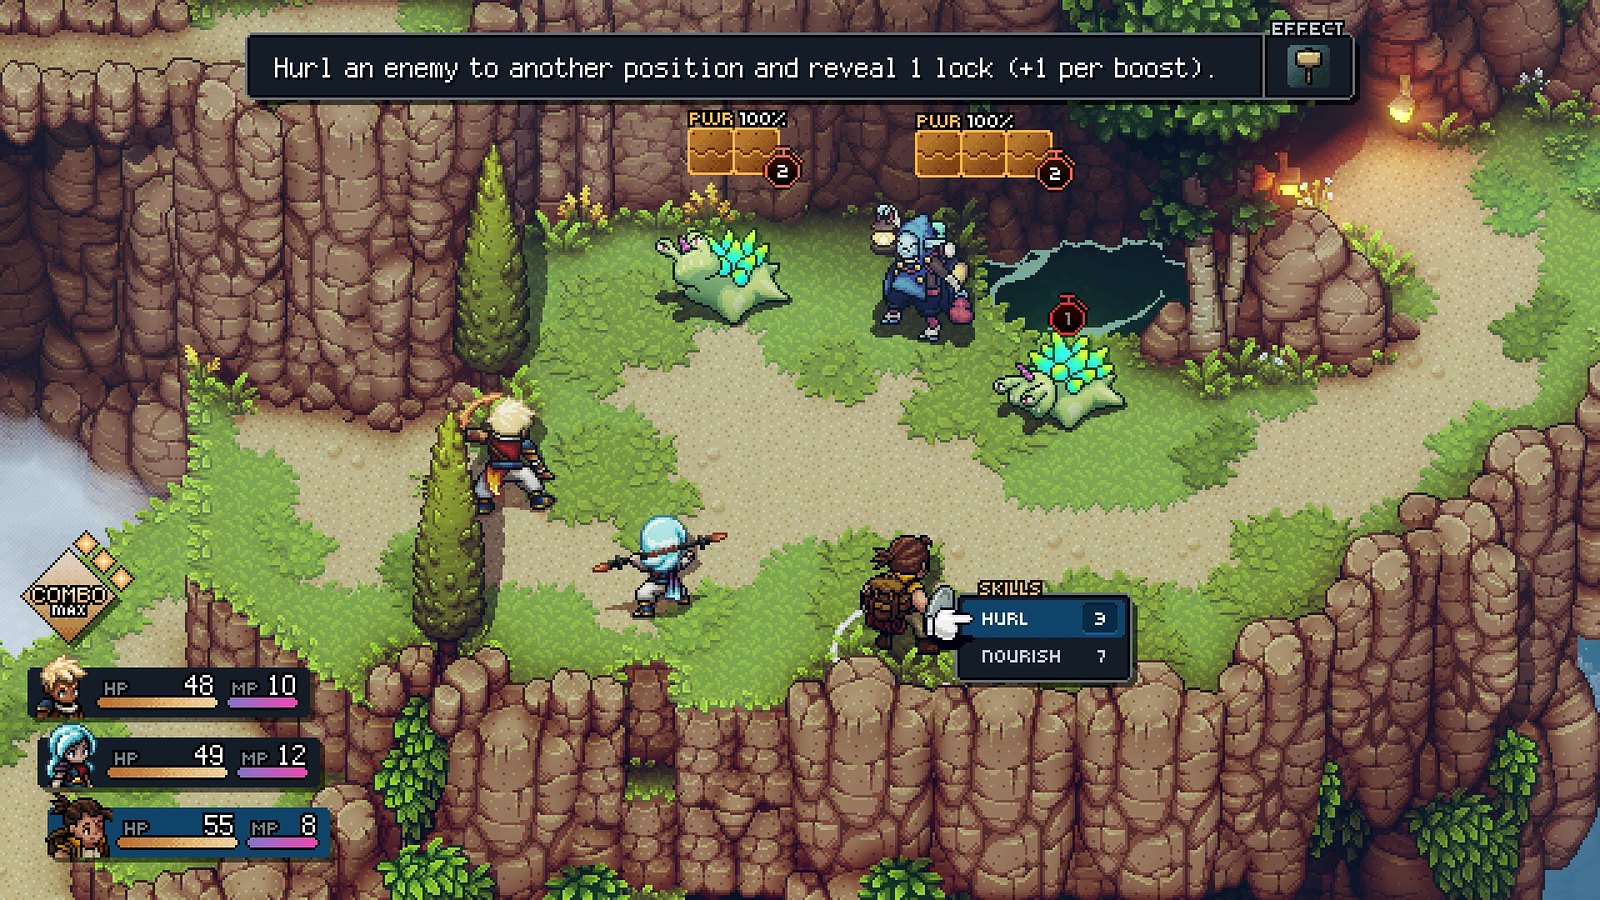 EFFECT
Hurl an enemy to another position and reveal 1 lock (+1 per boost).
PWR 100%
2
PWR 100%
2
1
COMBO
MAX
SKILLS
HURL 3
NOURISH 7
HP 48 MP 10
HP 49 MP 12
HP 55 MP 8